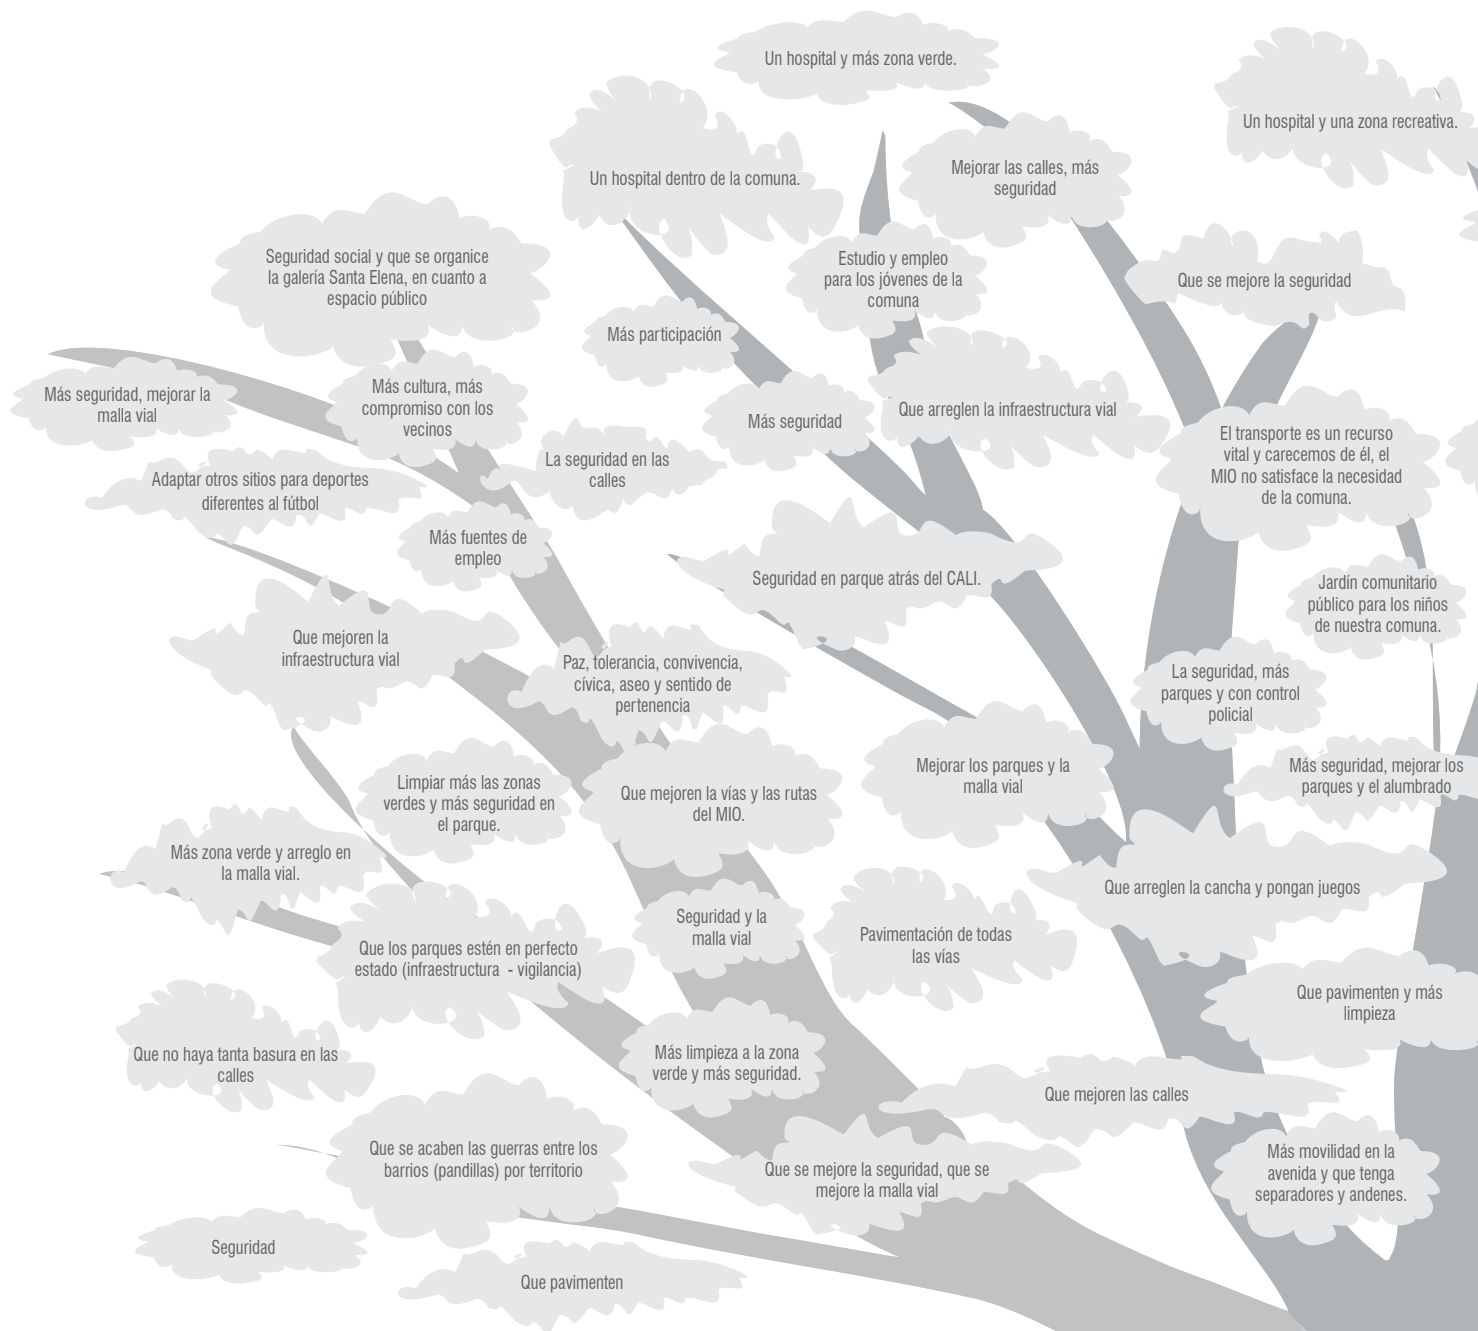 Un hospital y más zona verde.
Un hospital y una zona recreativa.
Un hospital dentro de la comuna.
Mejorar las calles, más
seguridad
Seguridad social y que se organice
la galería Santa Elena, en cuanto a
espacio público
Estudio y empleo
para los jóvenes de la
comuna
Que se mejore la seguridad
Más participación
Más seguridad, mejorar la
malla vial
Más cultura, más
compromiso con los
vecinos
Más seguridad
Que arreglen la infraestructura vial
El transporte es un recurso
vital y carecemos de él, el
MIO no satisface la necesidad
de la comuna.
La seguridad en las
calles
Adaptar otros sitios para deportes
diferentes al fútbol
Más fuentes de
empleo
Seguridad en parque atrás del CALI.
Jardín comunitario
público para los niños
de nuestra comuna.
Que mejoren la
infraestructura vial
Paz, tolerancia, convivencia,
cívica, aseo y sentido de
pertenencia
La seguridad, más
parques y con control
policial
Limpiar más las zonas
verdes y más seguridad en
el parque.
Que mejoren la vías y las rutas
del MIO.
Mejorar los parques y la
malla vial
Más seguridad, mejorar los
parques y el alumbrado
Más zona verde y arreglo en
la malla vial.
Que arreglen la cancha y pongan juegos
Seguridad y la
malla vial
Pavimentación de todas
las vías
Que los parques estén en perfecto
estado (infraestructura  - vigilancia)
Que pavimenten y más
limpieza
Que no haya tanta basura en las
calles
Más limpieza a la zona
verde y más seguridad.
Que mejoren las calles
Que se acaben las guerras entre los
barrios (pandillas) por territorio
Que se mejore la seguridad, que se
mejore la malla vial
Más movilidad en la
avenida y que tenga
separadores y andenes.
Seguridad
Que pavimenten